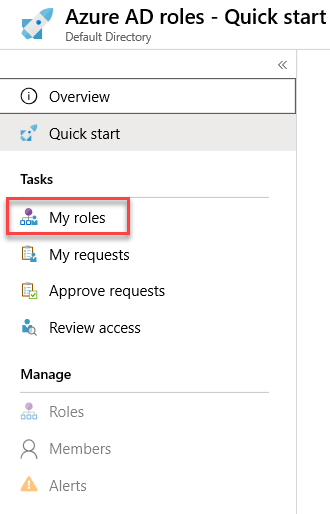 Azure AD roles - Quick start
Default Directory
«
Overview
Quick start
Tasks
My roles
My requests
Approve requests
Review access
Manage
Roles
Members
Alerts